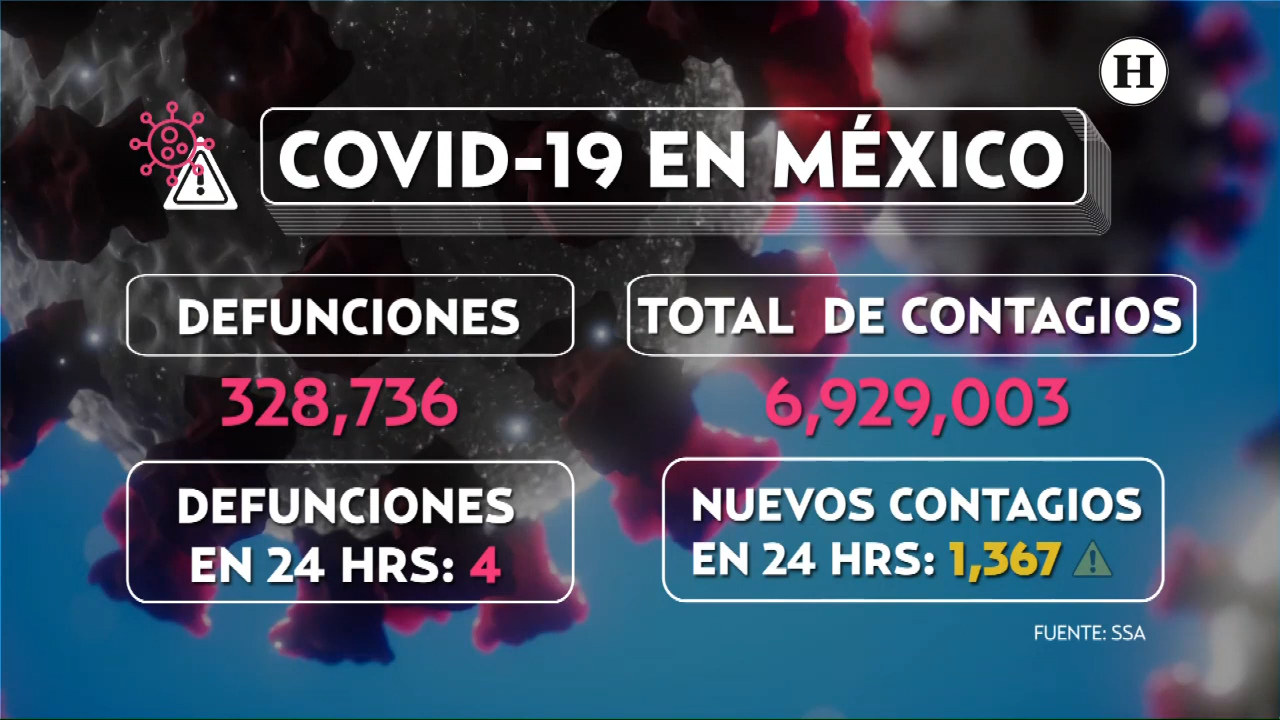 H
COVID-19 EN MÉXICO
DEFUNCIONES
328,736
TOTAL DE CONTAGIOS
6,929,003
DEFUNCIONES
EN 24 HRS: 4
NUEVOS CONTAGIOS
EN 24 HRS: 1,367
FUENTE: SSA